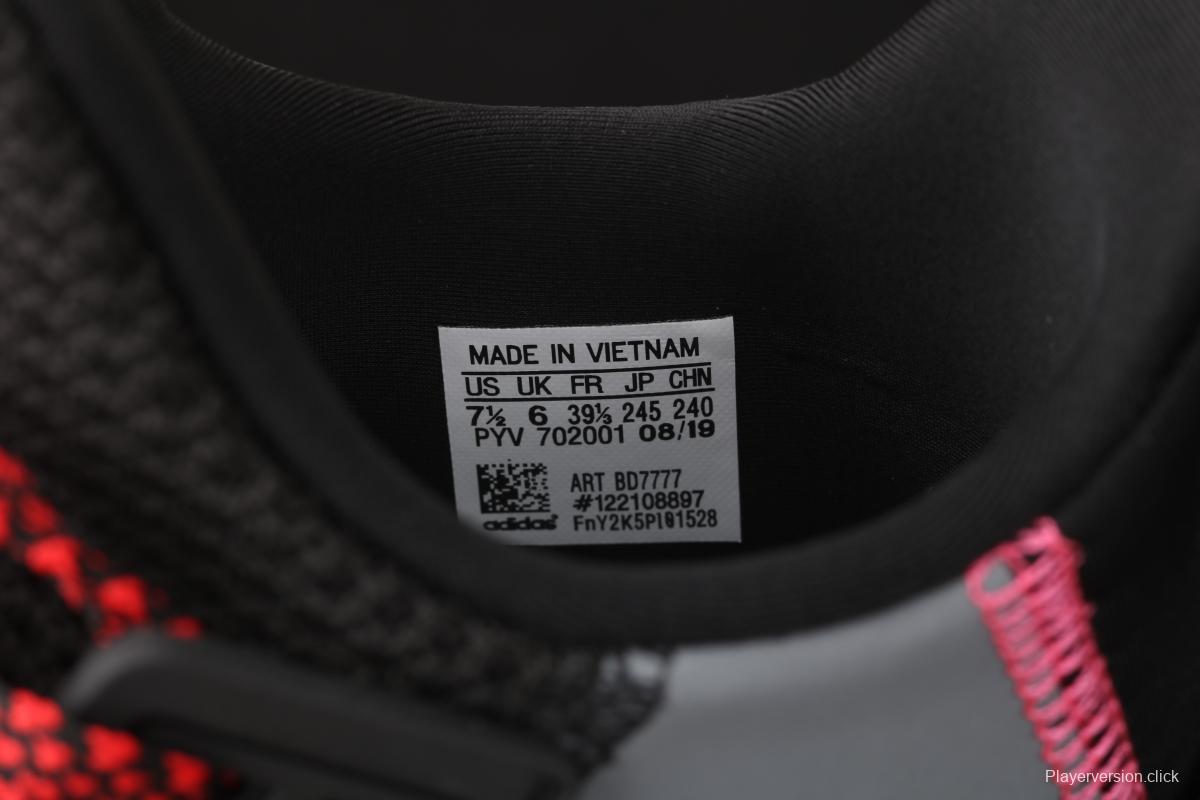 MADE IN VIETNAM
US UK FR JP CHN
7½ 6 39⅓ 245 240
PYV 702001 08/19
ART BD7777
#122108897
adidas FnY2K5Pl01528
Playerversion.click